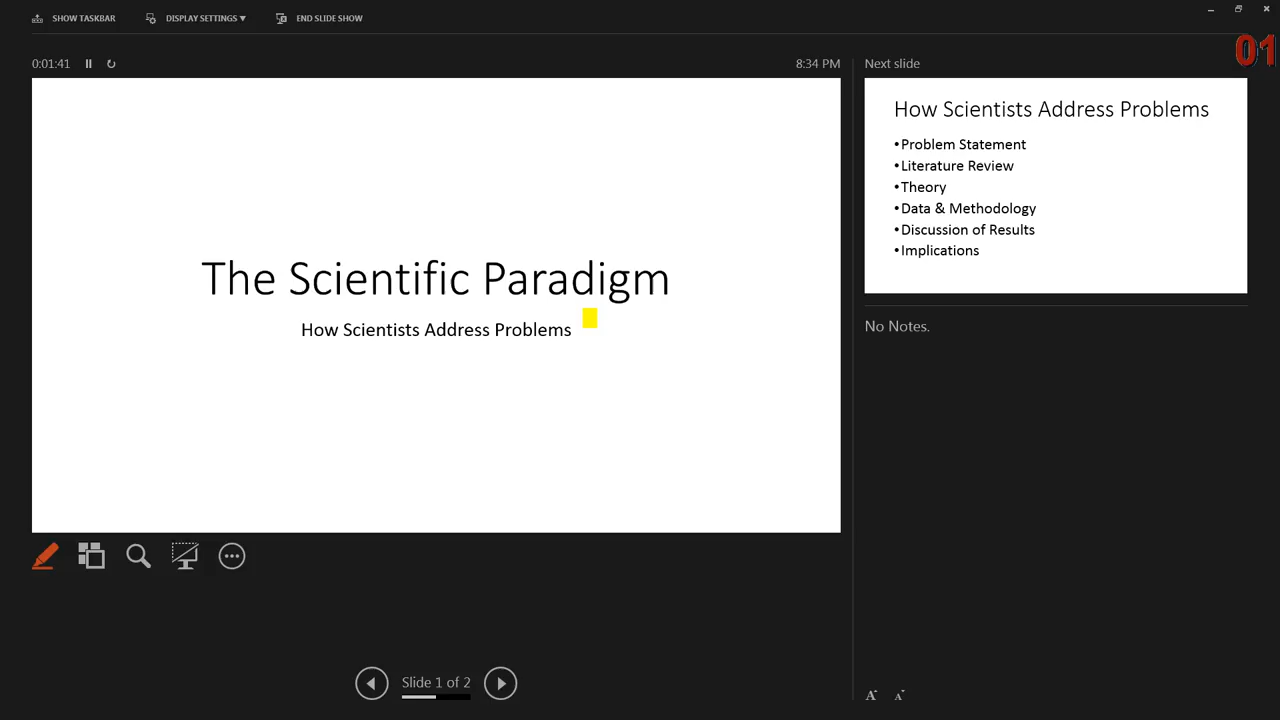 SHOW TASKBAR
DISPLAY SETTINGS ▼
END SLIDE SHOW
01
0:01:41
8:34 PM
The Scientific Paradigm
How Scientists Address Problems
Slide 1 of 2
Next slide
How Scientists Address Problems
•Problem Statement
•Literature Review
•Theory
•Data & Methodology
•Discussion of Results
•Implications
No Notes.
A A